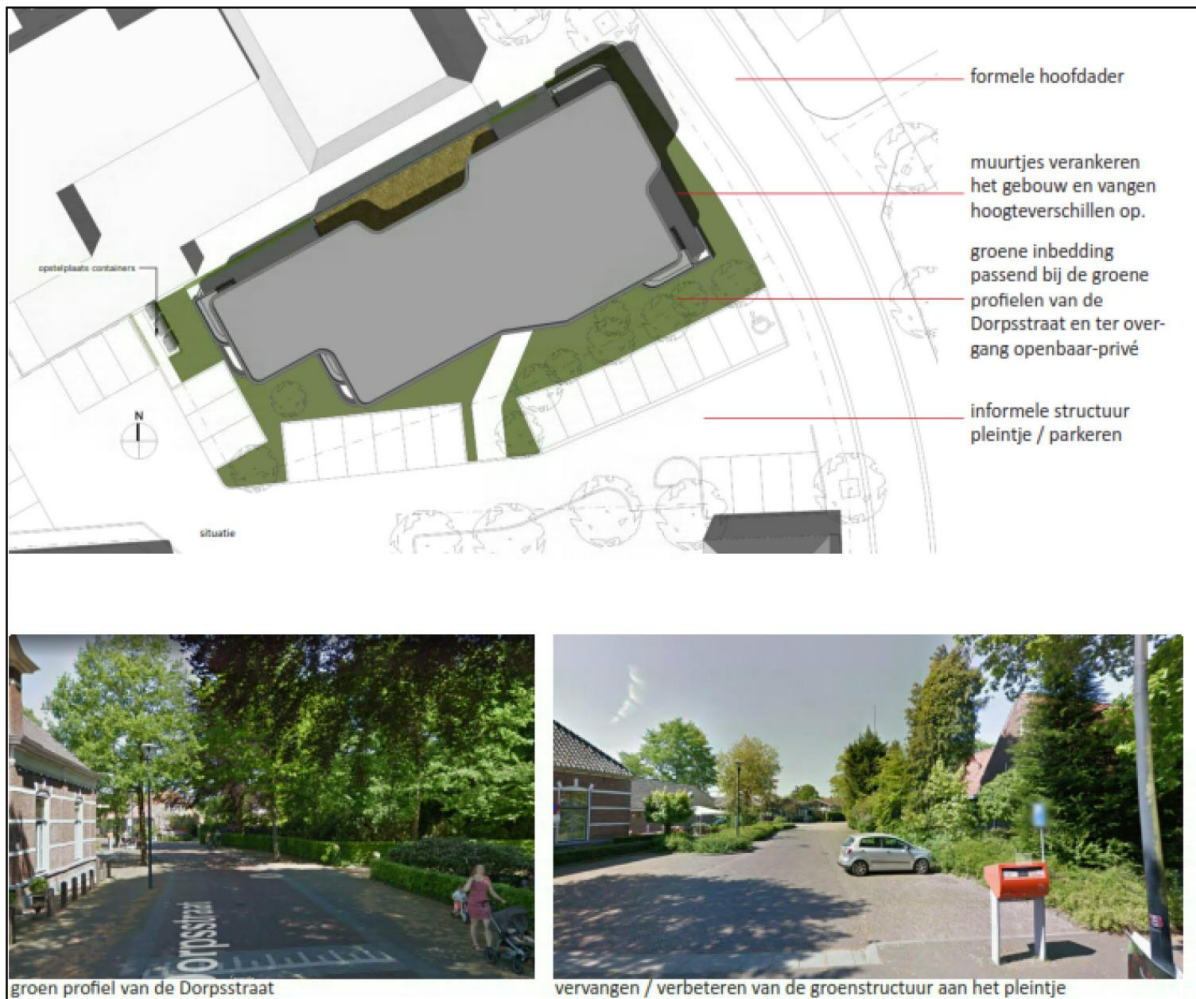 formele hoofdader
muurtjes verankeren
het gebouw en vangen
hoogteverschillen op.
groene inbedding
passend bij de groene
profielen van de
Dorpsstraat en ter over-
gang openbaar-privé
informele structuur
pleintje / parkeren
opstelplaats containers
N
situatie
Dorpsstraat
groen profiel van de Dorpsstraat
vervangen / verbeteren van de groenstructuur aan het pleintje